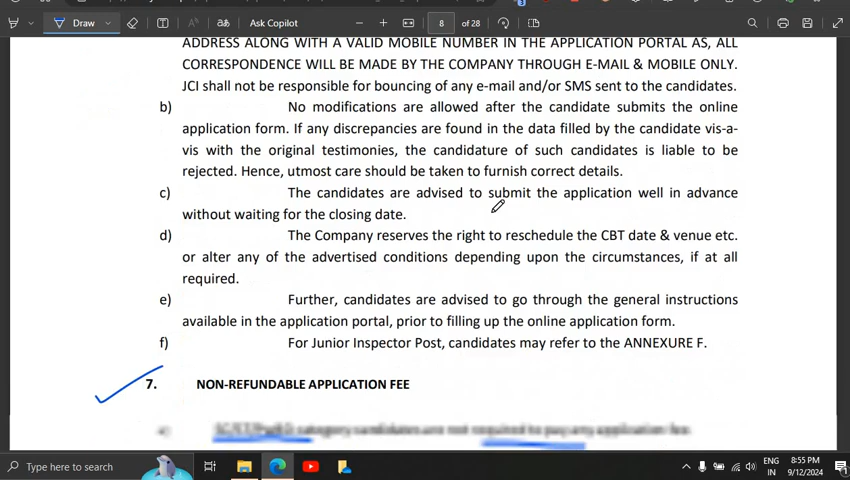 Draw
Ask Copilot
8 of 28
ADDRESS ALONG WITH A VALID MOBILE NUMBER IN THE APPLICATION PORTAL AS, ALL
CORRESPONDENCE WILL BE MADE BY THE COMPANY THROUGH E-MAIL & MOBILE ONLY.
JCI shall not be responsible for bouncing of any e-mail and/or SMS sent to the candidates.
b) No modifications are allowed after the candidate submits the online
application form. If any discrepancies are found in the data filled by the candidate vis-a-
vis with the original testimonies, the candidature of such candidates is liable to be
rejected. Hence, utmost care should be taken to furnish correct details.
c) The candidates are advised to submit the application well in advance
without waiting for the closing date.
d) The Company reserves the right to reschedule the CBT date & venue etc.
or alter any of the advertised conditions depending upon the circumstances, if at all
required.
e) Further, candidates are advised to go through the general instructions
available in the application portal, prior to filling up the online application form.
f) For Junior Inspector Post, candidates may refer to the ANNEXURE F.
7. NON-REFUNDABLE APPLICATION FEE
category candidates are not required to pay any application fee
Type here to search
ENG
IN
8:55 PM
9/12/2024